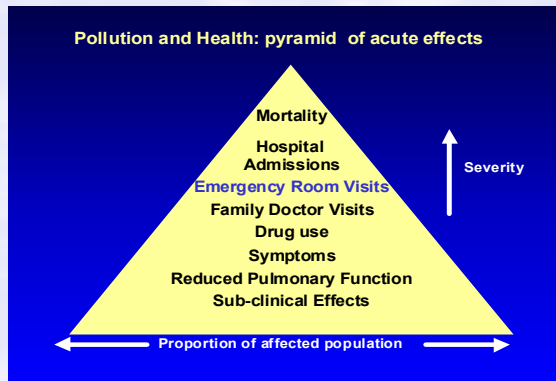 Pollution and Health: pyramid of acute effects
Mortality
Hospital
Admissions
Emergency Room Visits
Family Doctor Visits
Drug use
Symptoms
Reduced Pulmonary Function
Sub-clinical Effects
Severity
Proportion of affected population